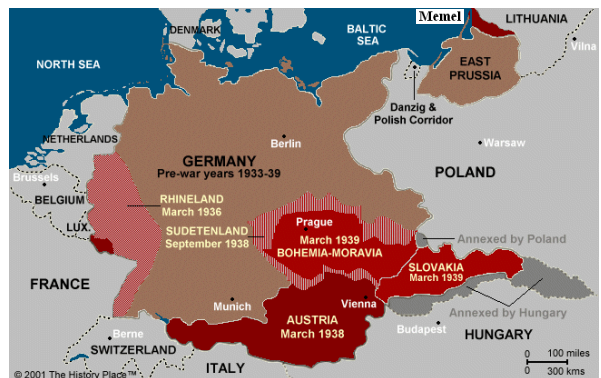 Memel
LITHUANIA
DENMARK
BALTIC
SEA
Vilna
NORTH SEA
EAST
PRUSSIA
Danzig &
Polish Corridor
NETHERLANDS
Berlin
Warsaw
GERMANY
Pre-war years 1933-39
POLAND
Brussels
BELGIUM
RHINELAND
March 1936
LUX.
SUDETENLAND
September 1938
Prague
March 1939
BOHEMIA-MORAVIA
Annexed by Poland
SLOVAKIA
March 1939
FRANCE
Munich
Vienna
AUSTRIA
March 1938
Annexed by Hungary
Budapest
HUNGARY
Berne
SWITZERLAND
ITALY
0 100 miles
0 300 kms
© 2001 The History Place™